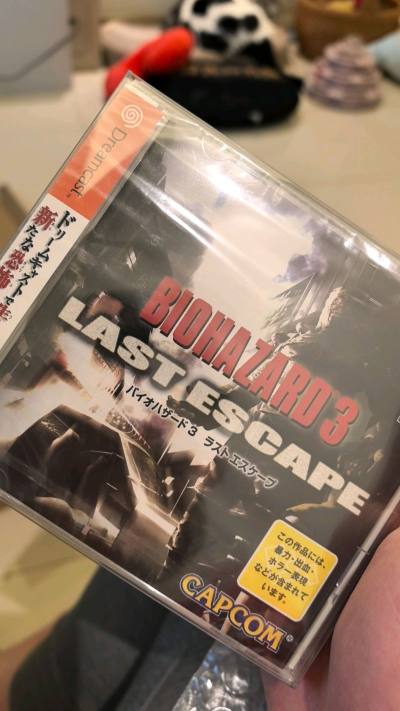 Dreamcast
ドリームキャストで
新たな恐怖
BIOHAZARD 3
LAST ESCAPE
バイオハザード3 ラスト エスケープ
この作品には、
暴力・出血・
ホラー表現
などが含まれて
います。
CAPCOM